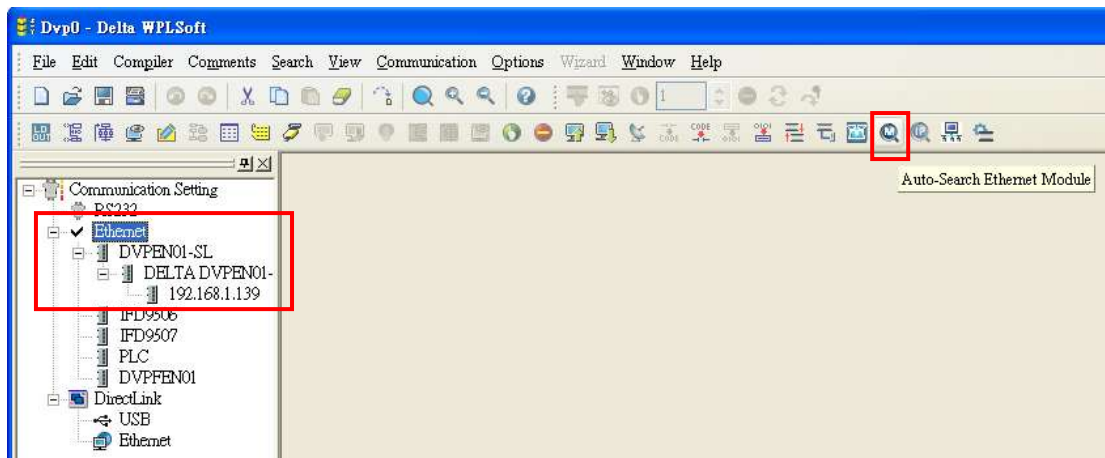 Dvp0 - Delta WPLSoft
File Edit Compiler Comments Search View Communication Options Wizard Window Help
1
Auto-Search Ethernet Module
Communication Setting
RS232
Ethernet
DVPEN01-SL
DELTA DVPEN01-
192.168.1.139
IFD9506
IFD9507
PLC
DVPFEN01
DirectLink
USB
Ethernet